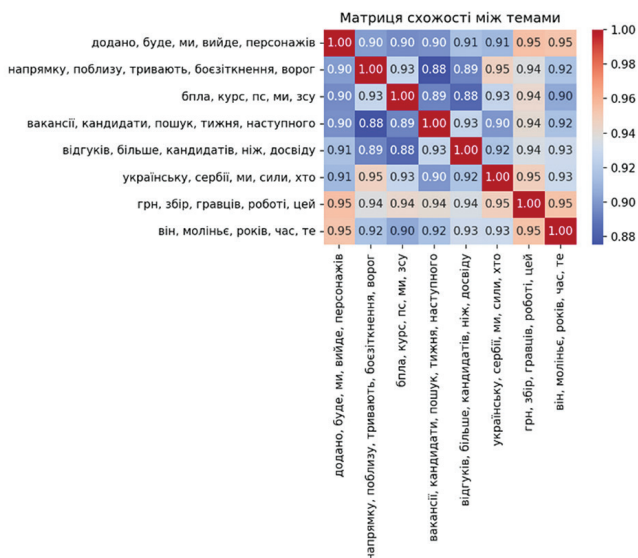 Матриця схожості між темами
додано, буде, ми, вийде, персонажів
1.00 0.90 0.90 0.90 0.91 0.91 0.95 0.95
напрямку, поблизу, тривають, боєзіткнення, ворог
0.90 1.00 0.93 0.88 0.89 0.95 0.94 0.92
бпла, курс, пс, ми, зсу
0.90 0.93 1.00 0.89 0.88 0.93 0.94 0.90
вакансії, кандидати, пошук, тижня, наступного
0.90 0.88 0.89 1.00 0.93 0.90 0.94 0.92
відгуків, більше, кандидатів, ніж, досвіду
0.91 0.89 0.88 0.93 1.00 0.92 0.94 0.93
українську, сербії, ми, сили, хто
0.91 0.95 0.93 0.90 0.92 1.00 0.95 0.93
грн, збір, гравців, роботі, цей
0.95 0.94 0.94 0.94 0.94 0.95 1.00 0.95
він, моліньє, років, час, те
0.95 0.92 0.90 0.92 0.93 0.93 0.95 1.00
додано, буде, ми, вийде, персонажів
напрямку, поблизу, тривають, боєзіткнення, ворог
бпла, курс, пс, ми, зсу
вакансії, кандидати, пошук, тижня, наступного
відгуків, більше, кандидатів, ніж, досвіду
українську, сербії, ми, сили, хто
грн, збір, гравців, роботі, цей
він, моліньє, років, час, те
1.00
0.98
0.96
0.94
0.92
0.90
0.88